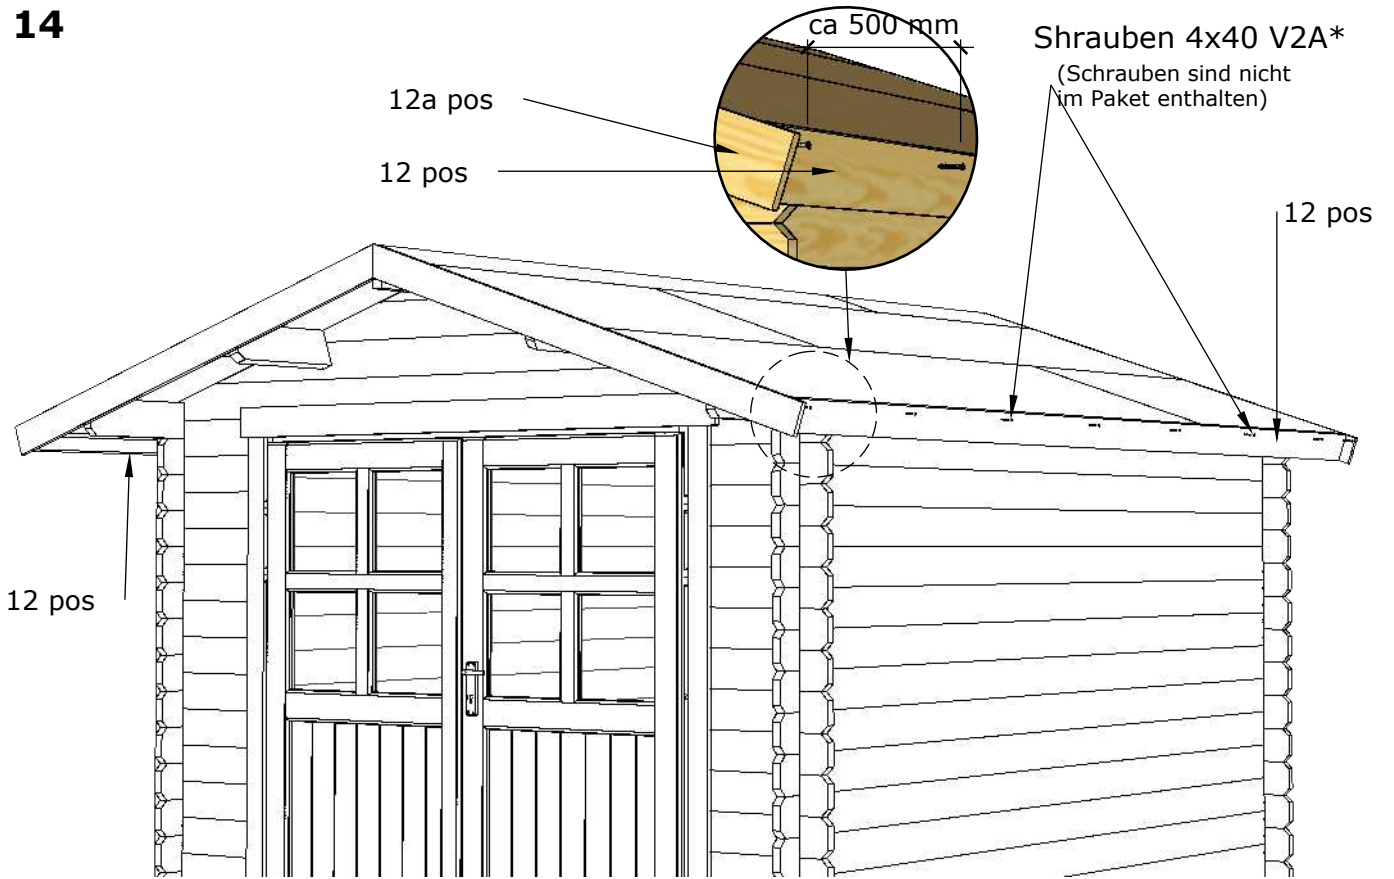 14
ca 500 mm
Shrauben 4x40 V2A*
(Schrauben sind nicht
im Paket enthalten)
12a pos
12 pos
12 pos
12 pos